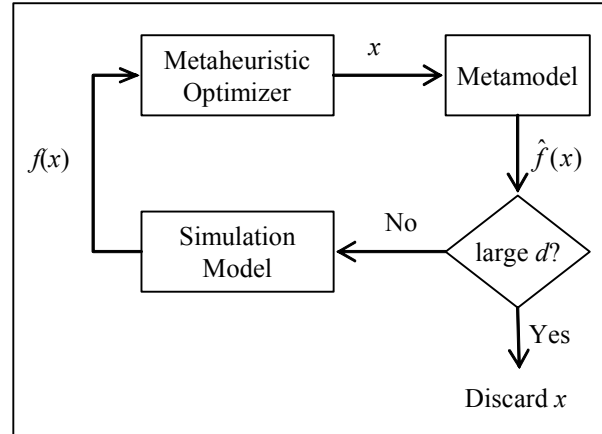 Metaheuristic
Optimizer
x
Metamodel
f(x)
f̂(x)
Simulation
Model
No
large d?
Yes
Discard x